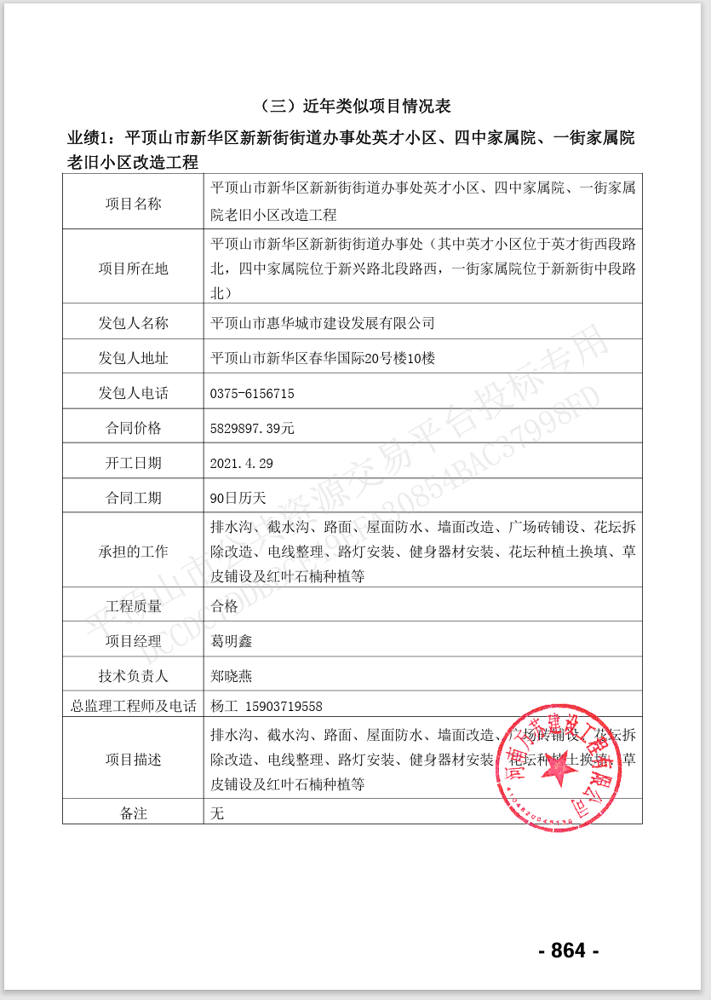 （三）近年类似项目情况表
业绩1：平顶山市新华区新新街街道办事处英才小区、四中家属院、一街家属院
老旧小区改造工程
项目名称
平顶山市新华区新新街街道办事处英才小区、四中家属院、一街家属
院老旧小区改造工程
项目所在地
平顶山市新华区新新街街道办事处（其中英才小区位于英才街西段路
北，四中家属院位于新兴路北段路西，一街家属院位于新新街中段路
北）
发包人名称
平顶山市惠华城市建设发展有限公司
发包人地址
平顶山市新华区春华国际20号楼10楼
发包人电话
0375-6156715
合同价格
5829897.39元
开工日期
2021.4.29
合同工期
90日历天
承担的工作
排水沟、截水沟、路面、屋面防水、墙面改造、广场砖铺设、花坛拆
除改造、电线整理、路灯安装、健身器材安装、花坛种植土换填、草
皮铺设及红叶石楠种植等
工程质量
合格
项目经理
葛明鑫
技术负责人
郑晓燕
总监理工程师及电话
杨工 15903719558
项目描述
排水沟、截水沟、路面、屋面防水、墙面改造、广场砖铺设、花坛拆
除改造、电线整理、路灯安装、健身器材安装、花坛种植土换填、草
皮铺设及红叶石楠种植等
备注
无
平顶山市公共资源交易平台投标专用
- 864 -